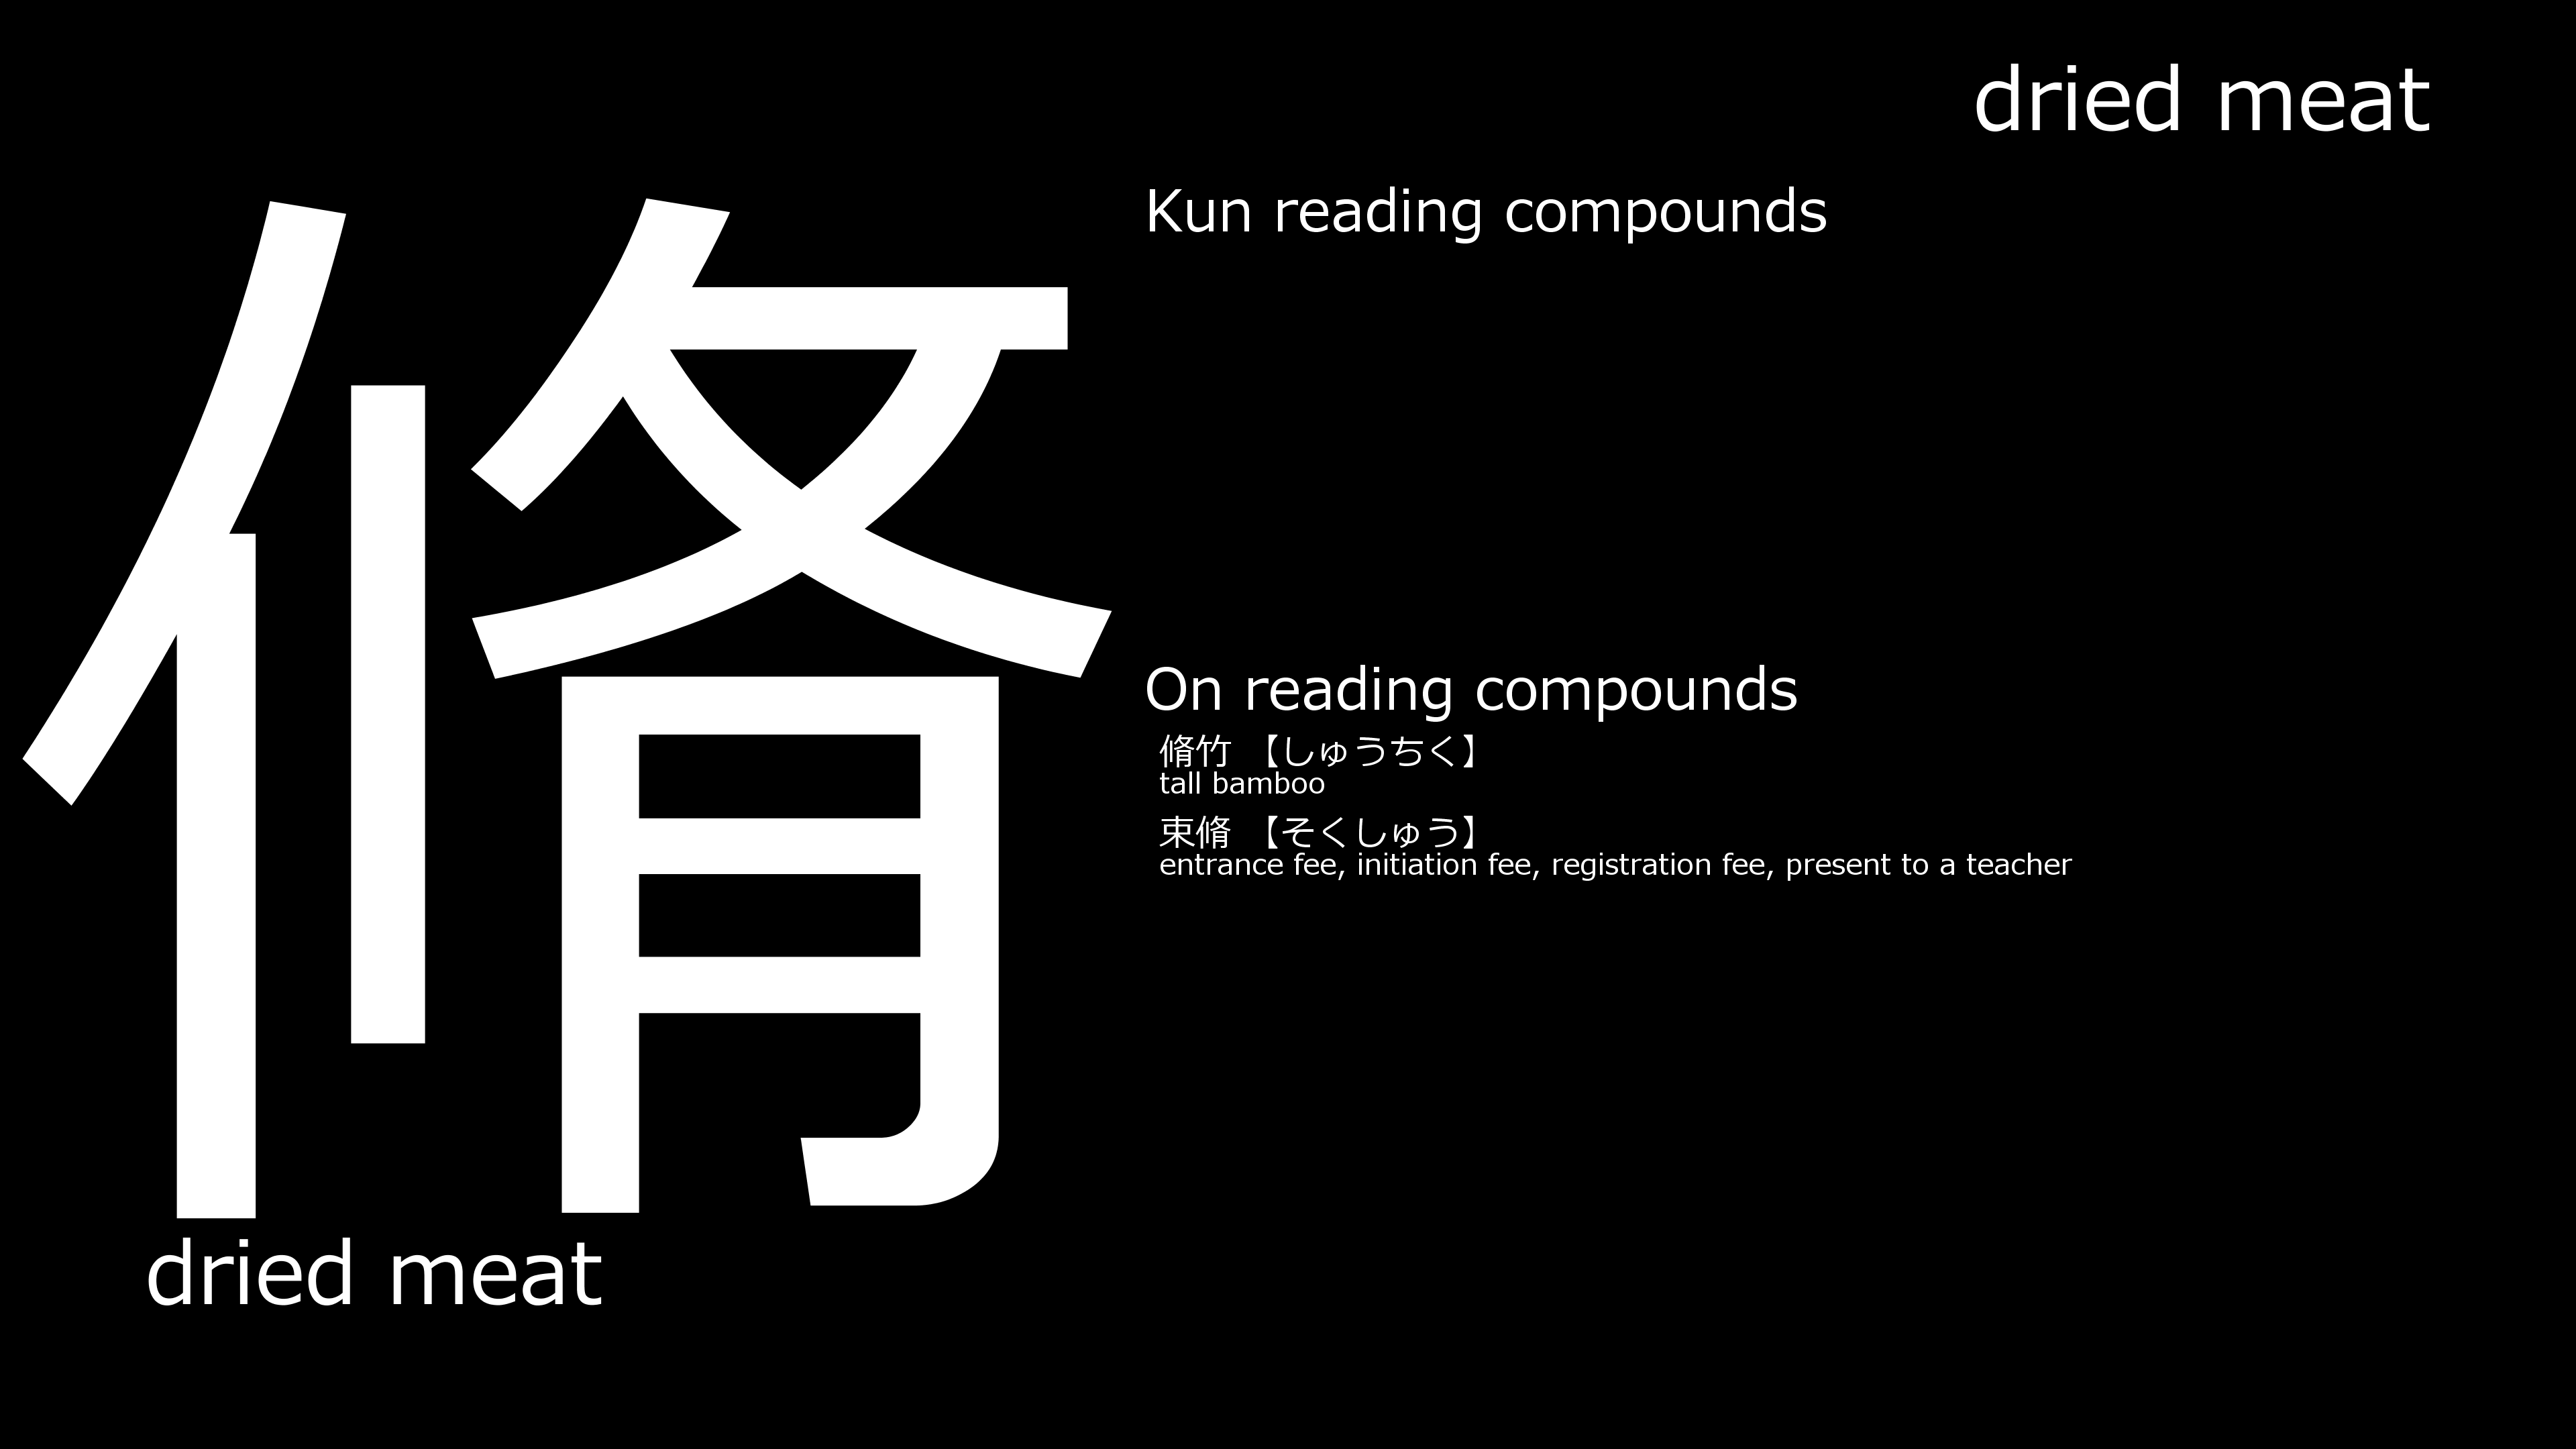 dried meat
脩
Kun reading compounds
On reading compounds
脩竹 【しゅうちく】
tall bamboo
束脩 【そくしゅう】
entrance fee, initiation fee, registration fee, present to a teacher
dried meat